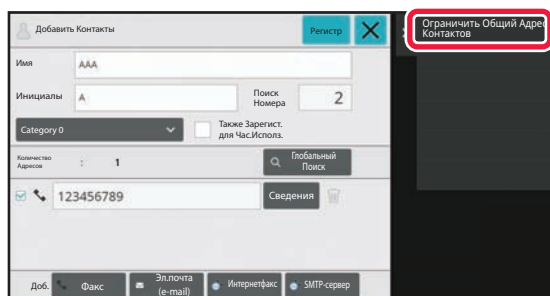 Добавить Контакты
Регистр
Ограничить Общий Адрес
Контактов
Имя
AAA
Инициалы
A
Поиск
Номера
2
Category 0
Также Зарегист.
для Час.Исполз.
Количество
Адресов
:
1
Глобальный
Поиск
123456789
Сведения
Доб.
Факс
Эл.почта
(e-mail)
Интернетфакс
SMTP-сервер